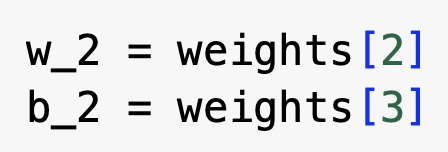 w_2 = weights[2]
b_2 = weights[3]